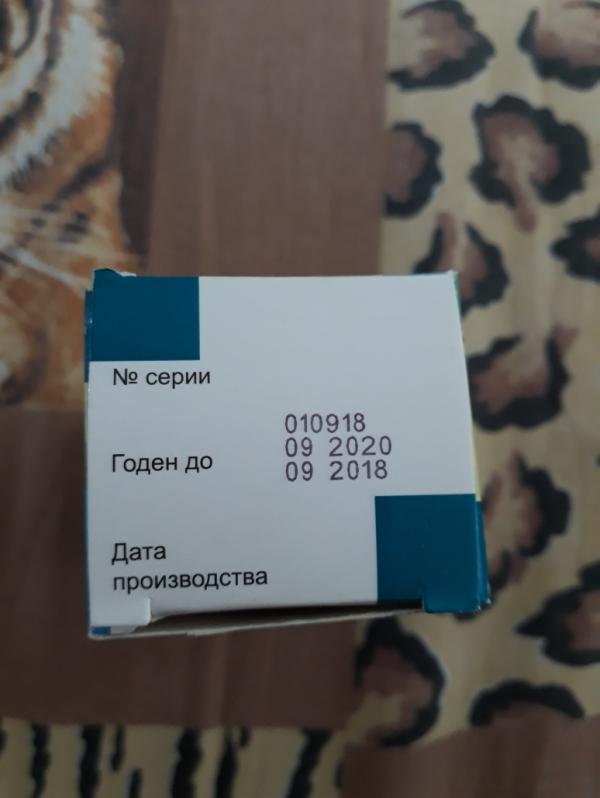 № серии
010918
Годен до
09 2020
09 2018
Дата
производства